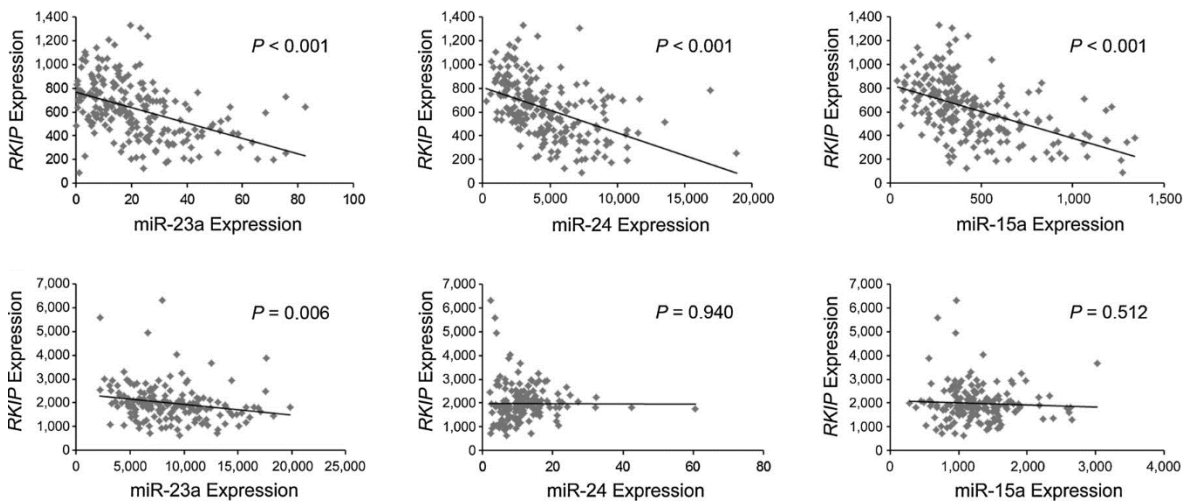 1,400
1,200
1,000
800
600
400
200
0
RKIP Expression
P < 0.001
0 20 40 60 80 100
miR-23a Expression
1,400
1,200
1,000
800
600
400
200
0
RKIP Expression
P < 0.001
0 5,000 10,000 15,000 20,000
miR-24 Expression
1,400
1,200
1,000
800
600
400
200
0
RKIP Expression
P < 0.001
0 500 1,000 1,500
miR-15a Expression
7,000
6,000
5,000
4,000
3,000
2,000
1,000
0
RKIP Expression
P = 0.006
0 5,000 10,000 15,000 20,000 25,000
miR-23a Expression
7,000
6,000
5,000
4,000
3,000
2,000
1,000
0
RKIP Expression
P = 0.940
0 20 40 60 80
miR-24 Expression
7,000
6,000
5,000
4,000
3,000
2,000
1,000
0
RKIP Expression
P = 0.512
0 1,000 2,000 3,000 4,000
miR-15a Expression